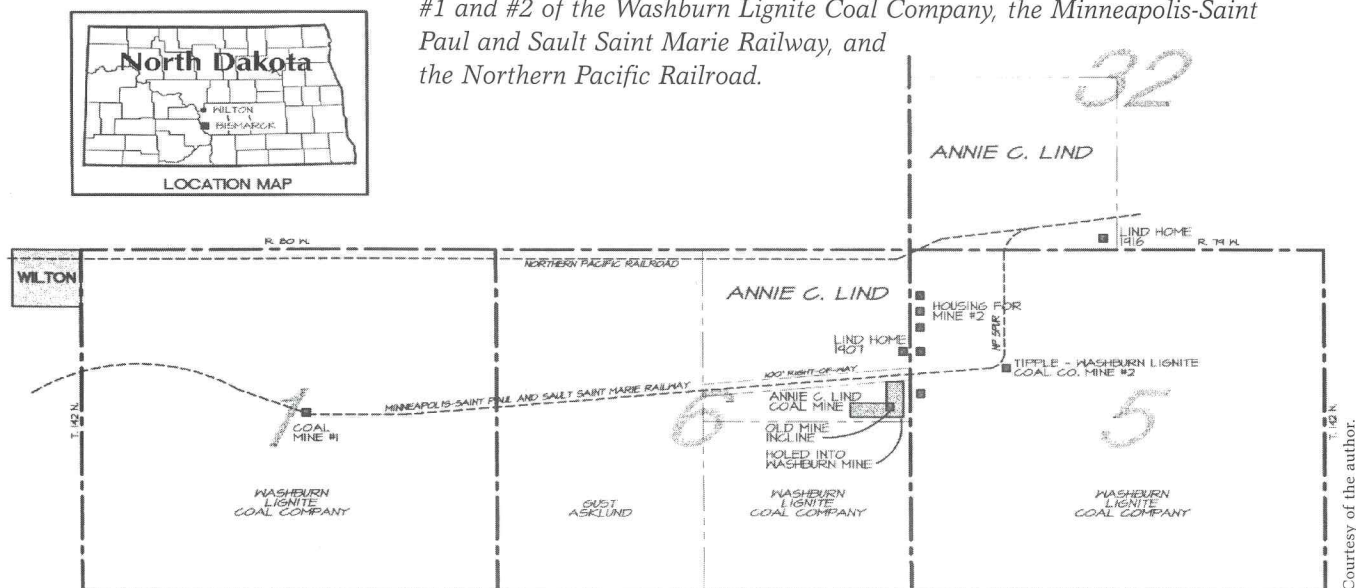 #1 and #2 of the Washburn Lignite Coal Company, the Minneapolis-Saint
Paul and Sault Saint Marie Railway, and
the Northern Pacific Railroad.
North Dakota
WILTON
BISMARCK
LOCATION MAP
32
ANNIE C. LIND
LIND HOME
1916
R. 80 W.
R. 79 W.
WILTON
NORTHERN PACIFIC RAILROAD
ANNIE C. LIND
HOUSING FOR
MINE #2
LIND HOME
1907
NP SPUR
TIPPLE - WASHBURN LIGNITE
COAL CO. MINE #2
100' RIGHT-OF-WAY
MINNEAPOLIS-SAINT PAUL AND SAULT SAINT MARIE RAILWAY
ANNIE C. LIND
COAL MINE
T. 142 N.
1
COAL
MINE #1
6
OLD MINE
INCLINE
HOLED INTO
WASHBURN MINE
5
T. 142 N.
WASHBURN
LIGNITE
COAL COMPANY
GUST
ASKLUND
WASHBURN
LIGNITE
COAL COMPANY
WASHBURN
LIGNITE
COAL COMPANY
Courtesy of the author.